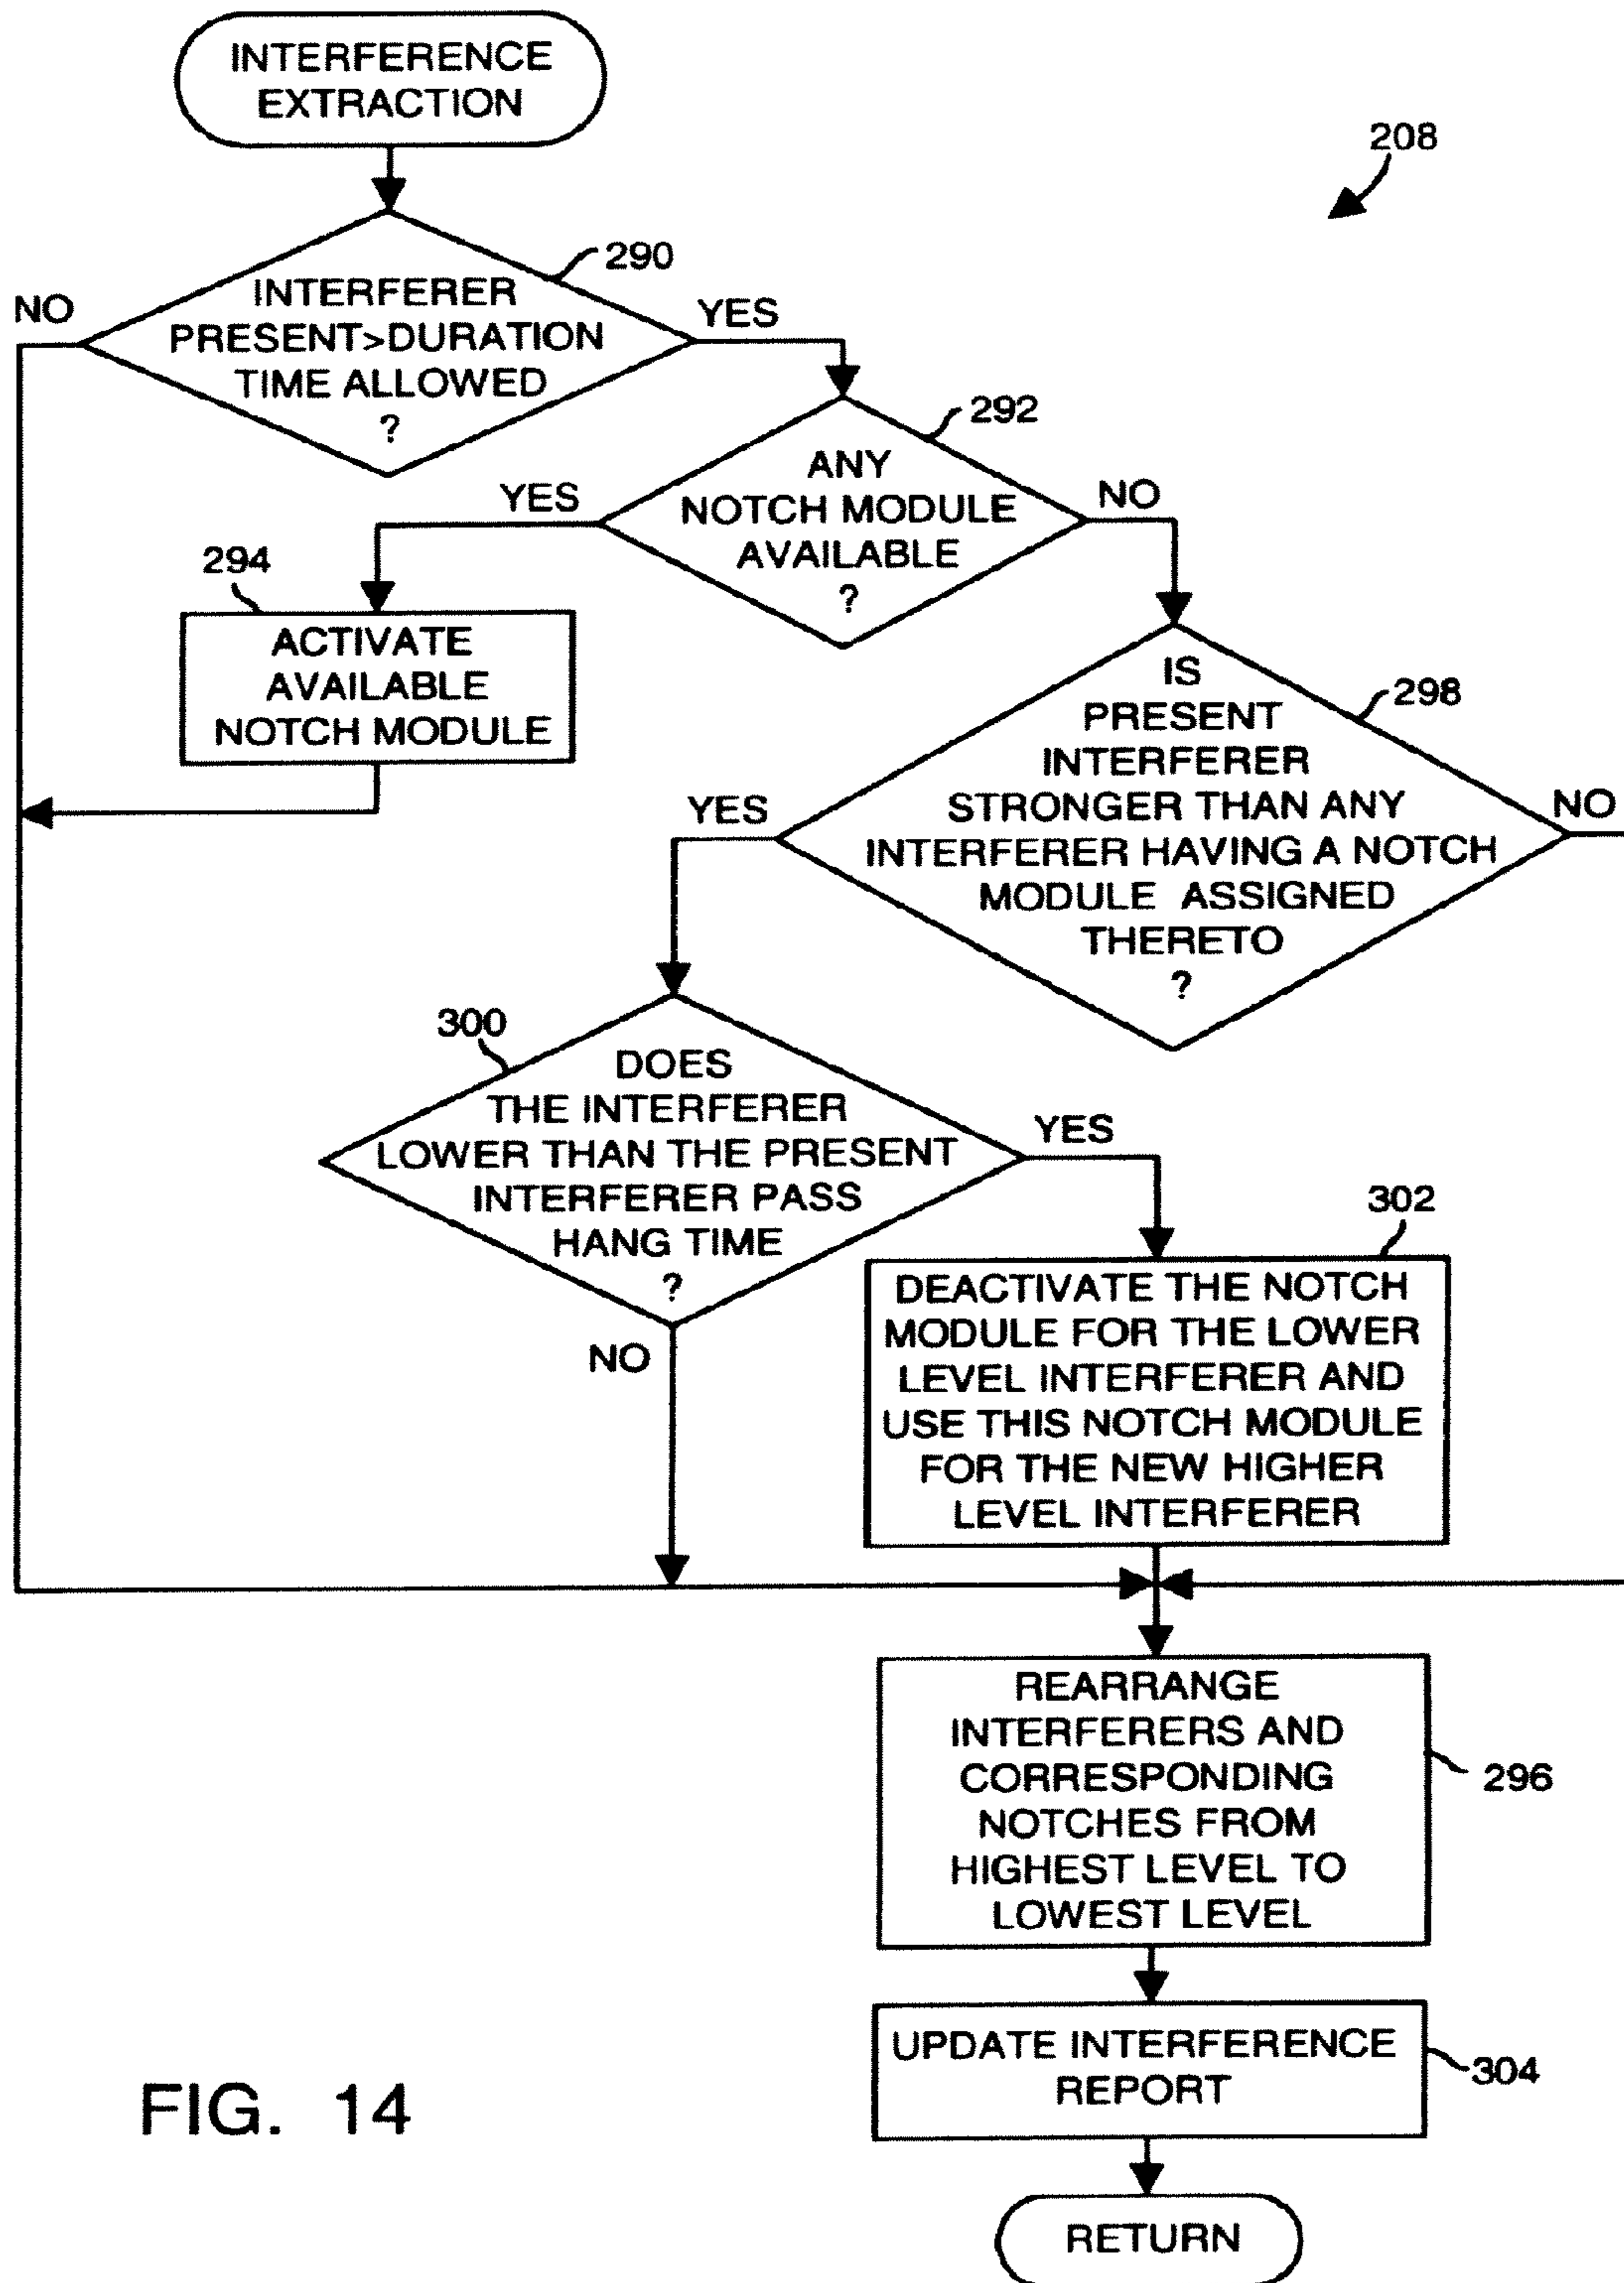 INTERFERENCE
EXTRACTION
208
290
NO
INTERFERER
PRESENT>DURATION
TIME ALLOWED
?
YES
292
ANY
NOTCH MODULE
AVAILABLE
?
YES
NO
294
ACTIVATE
AVAILABLE
NOTCH MODULE
298
IS
PRESENT
INTERFERER
STRONGER THAN ANY
INTERFERER HAVING A NOTCH
MODULE ASSIGNED
THERETO
?
YES
NO
300
DOES
THE INTERFERER
LOWER THAN THE PRESENT
INTERFERER PASS
HANG TIME
?
YES
NO
302
DEACTIVATE THE NOTCH
MODULE FOR THE LOWER
LEVEL INTERFERER AND
USE THIS NOTCH MODULE
FOR THE NEW HIGHER
LEVEL INTERFERER
REARRANGE
INTERFERERS AND
CORRESPONDING
NOTCHES FROM
HIGHEST LEVEL TO
LOWEST LEVEL
296
UPDATE INTERFERENCE
REPORT
304
RETURN
FIG. 14